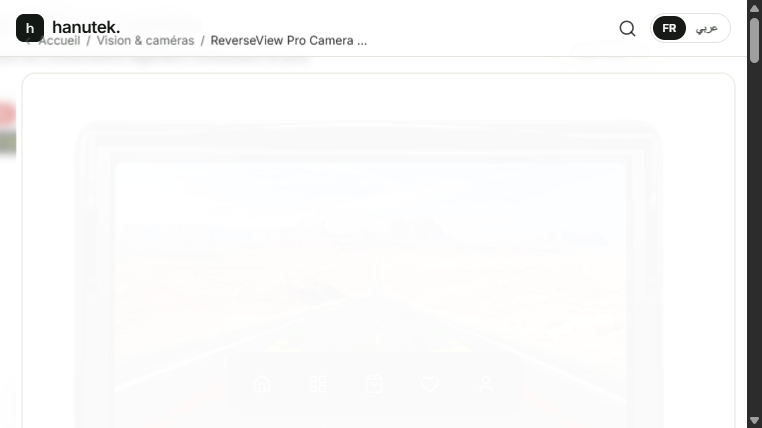 h hanutek.
FR عربي
Accueil / Vision & caméras / ReverseView Pro Camera ...